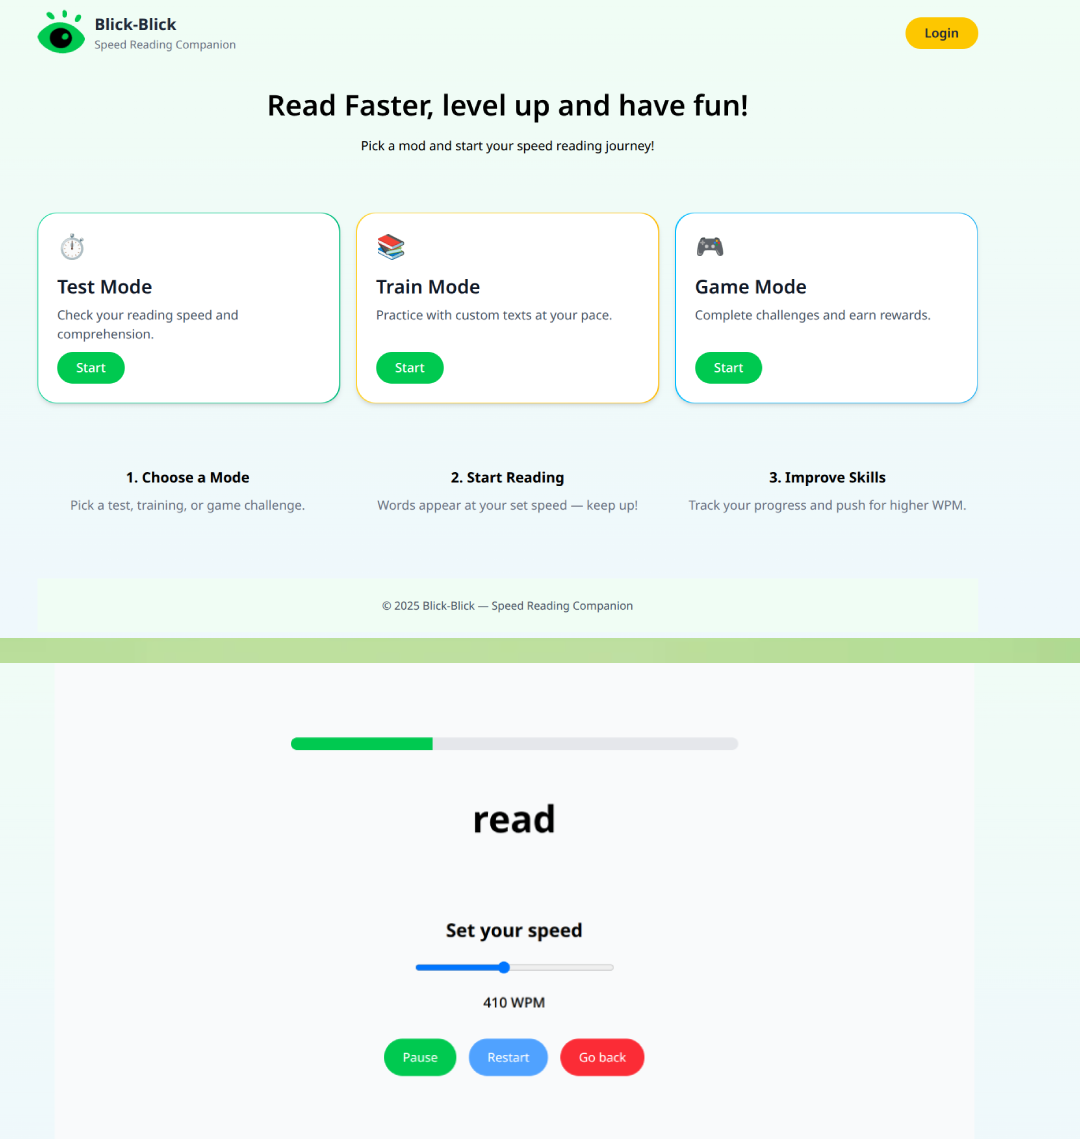 Blick-Blick
Speed Reading Companion
Login
Read Faster, level up and have fun!
Pick a mod and start your speed reading journey!
Test Mode
Check your reading speed and
comprehension.
Start
Train Mode
Practice with custom texts at your pace.
Start
Game Mode
Complete challenges and earn rewards.
Start
1. Choose a Mode
Pick a test, training, or game challenge.
2. Start Reading
Words appear at your set speed — keep up!
3. Improve Skills
Track your progress and push for higher WPM.
© 2025 Blick-Blick — Speed Reading Companion
read
Set your speed
410 WPM
Pause
Restart
Go back